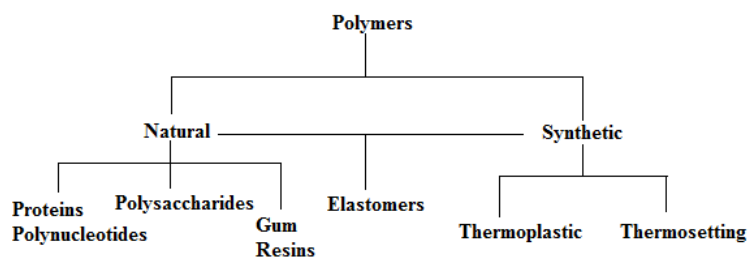 Polymers
Natural
Synthetic
Proteins
Polynucleotides
Polysaccharides
Gum
Resins
Elastomers
Thermoplastic
Thermosetting